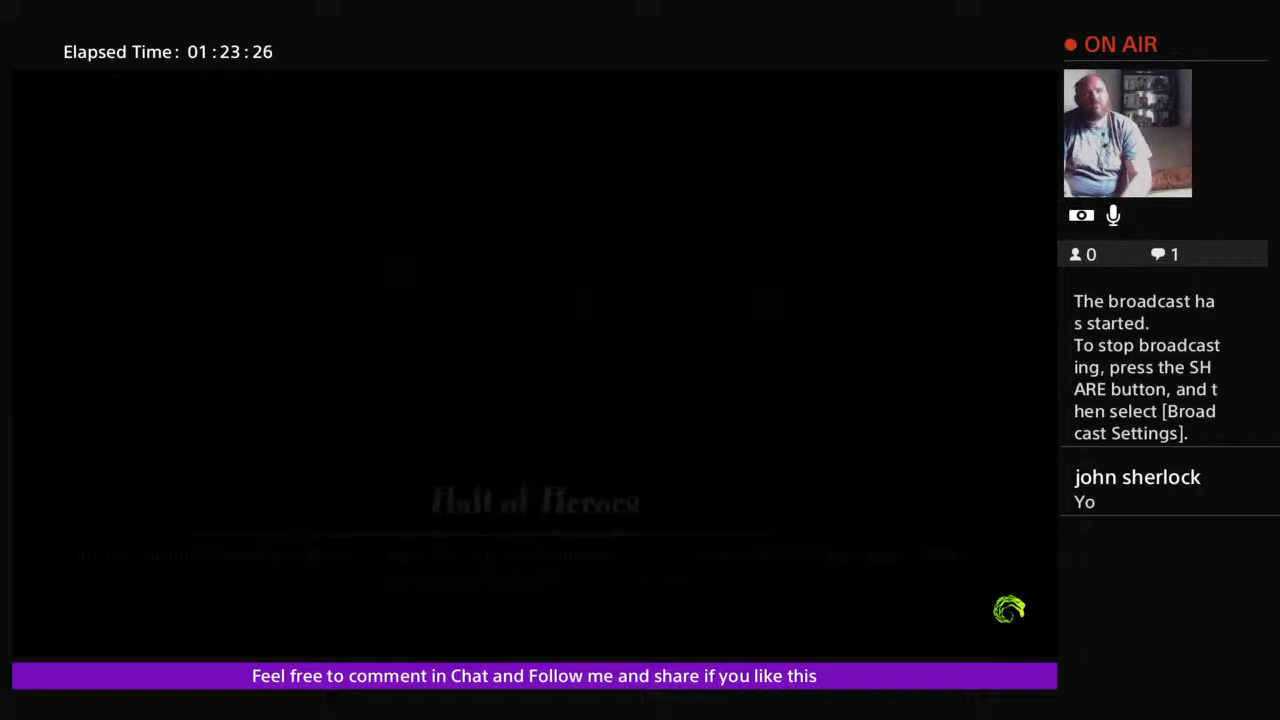 Elapsed Time: 01:23:26
ON AIR
0
1
The broadcast ha
s started.
To stop broadcast
ing, press the SH
ARE button, and t
hen select [Broad
cast Settings].
john sherlock
Yo
Hall of Heroes
Feel free to comment in Chat and Follow me and share if you like this